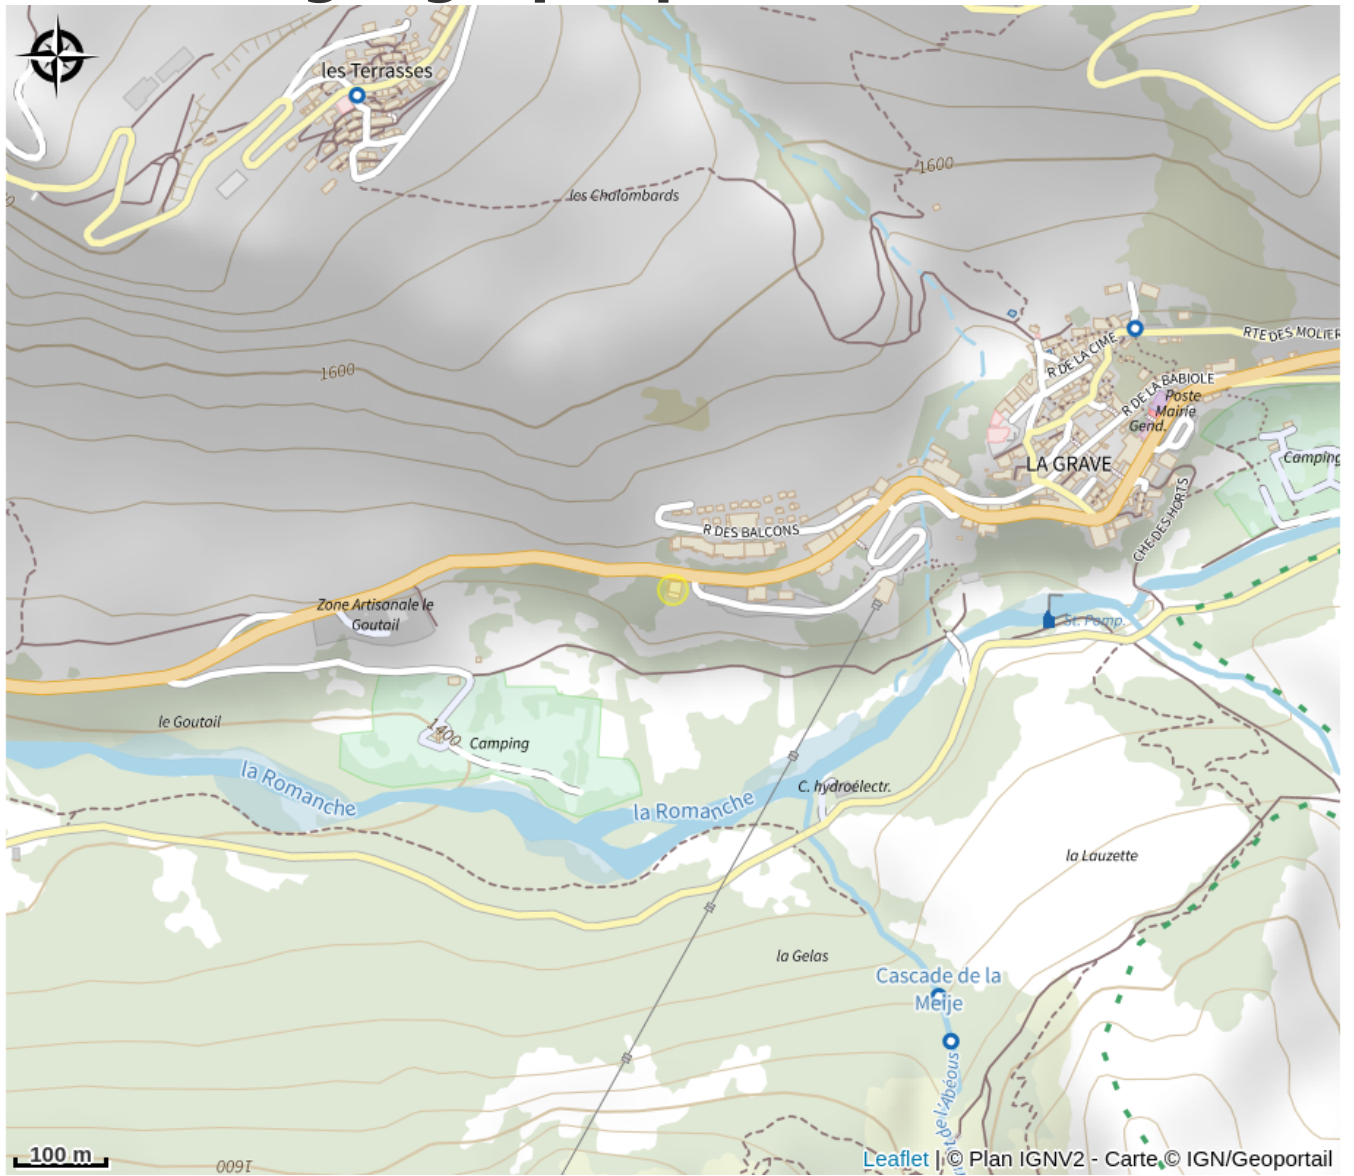 les Terrasses
1600
les Chalombards
RTE DES MOLIER
R DE LA CIME
1600
R DE LA BABIOLE
Poste
Mairie
Gend.
LA GRAVE
Camping
CHE DES HORTS
R DES BALCONS
Zone Artisanale le
Goutail
St. Pomp.
le Goutail
1400
Camping
la Romanche
la Romanche
C. hydroélectr.
la Lauzette
la Gelas
Cascade de la
Meije
t de l'Abéous
100 m
1600
Leaflet | © Plan IGNV2 - Carte © IGN/Geoportail